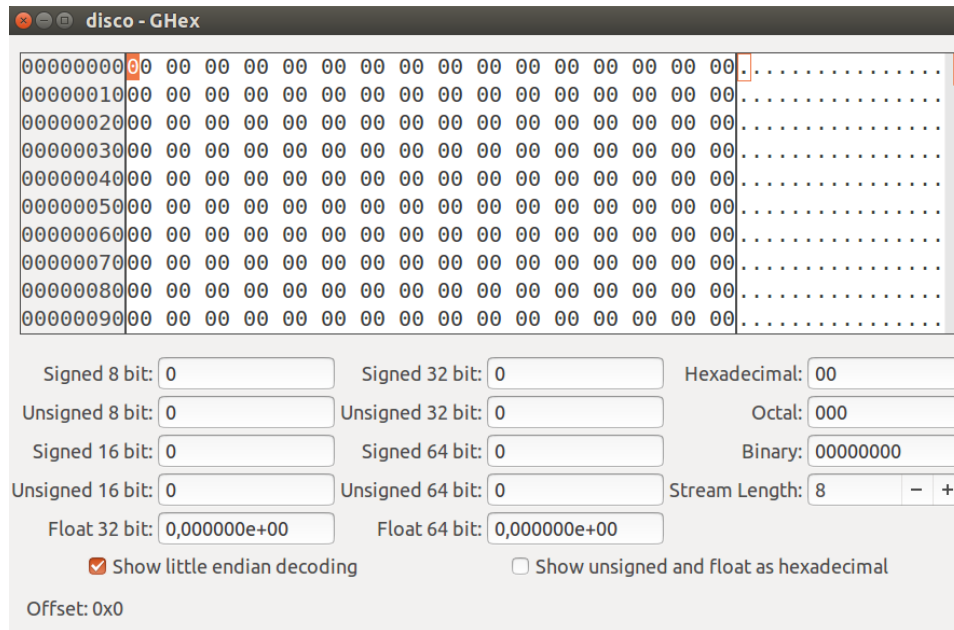 disco - GHex
00000000 00 00 00 00 00 00 00 00 00 00 00 00 00 00 00 00 ................
00000010 00 00 00 00 00 00 00 00 00 00 00 00 00 00 00 00 ................
00000020 00 00 00 00 00 00 00 00 00 00 00 00 00 00 00 00 ................
00000030 00 00 00 00 00 00 00 00 00 00 00 00 00 00 00 00 ................
00000040 00 00 00 00 00 00 00 00 00 00 00 00 00 00 00 00 ................
00000050 00 00 00 00 00 00 00 00 00 00 00 00 00 00 00 00 ................
00000060 00 00 00 00 00 00 00 00 00 00 00 00 00 00 00 00 ................
00000070 00 00 00 00 00 00 00 00 00 00 00 00 00 00 00 00 ................
00000080 00 00 00 00 00 00 00 00 00 00 00 00 00 00 00 00 ................
00000090 00 00 00 00 00 00 00 00 00 00 00 00 00 00 00 00 ................
Signed 8 bit: 0 Signed 32 bit: 0 Hexadecimal: 00
Unsigned 8 bit: 0 Unsigned 32 bit: 0 Octal: 000
Signed 16 bit: 0 Signed 64 bit: 0 Binary: 00000000
Unsigned 16 bit: 0 Unsigned 64 bit: 0 Stream Length: 8 − +
Float 32 bit: 0,000000e+00 Float 64 bit: 0,000000e+00
Show little endian decoding Show unsigned and float as hexadecimal
Offset: 0x0